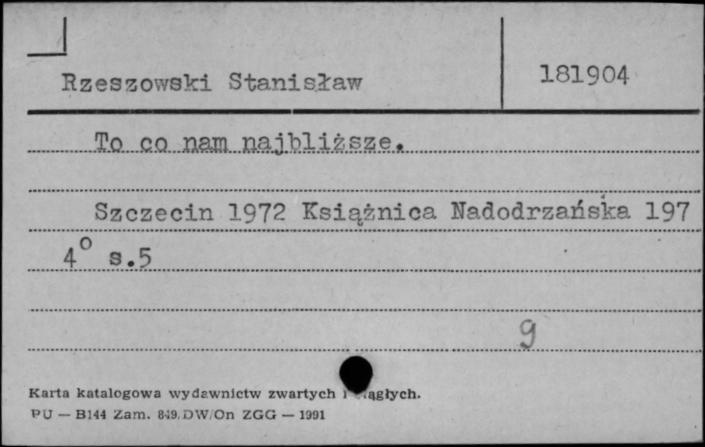 Rzeszowski Stanisław 181904
To co nam najbliższe.
Szczecin 1972 Książnica Nadodrzańska 197
4° s.5
9
Karta katalogowa wydawnictw zwartych i ciągłych.
PU — B144 Zam. 849. DW/On ZGG — 1991